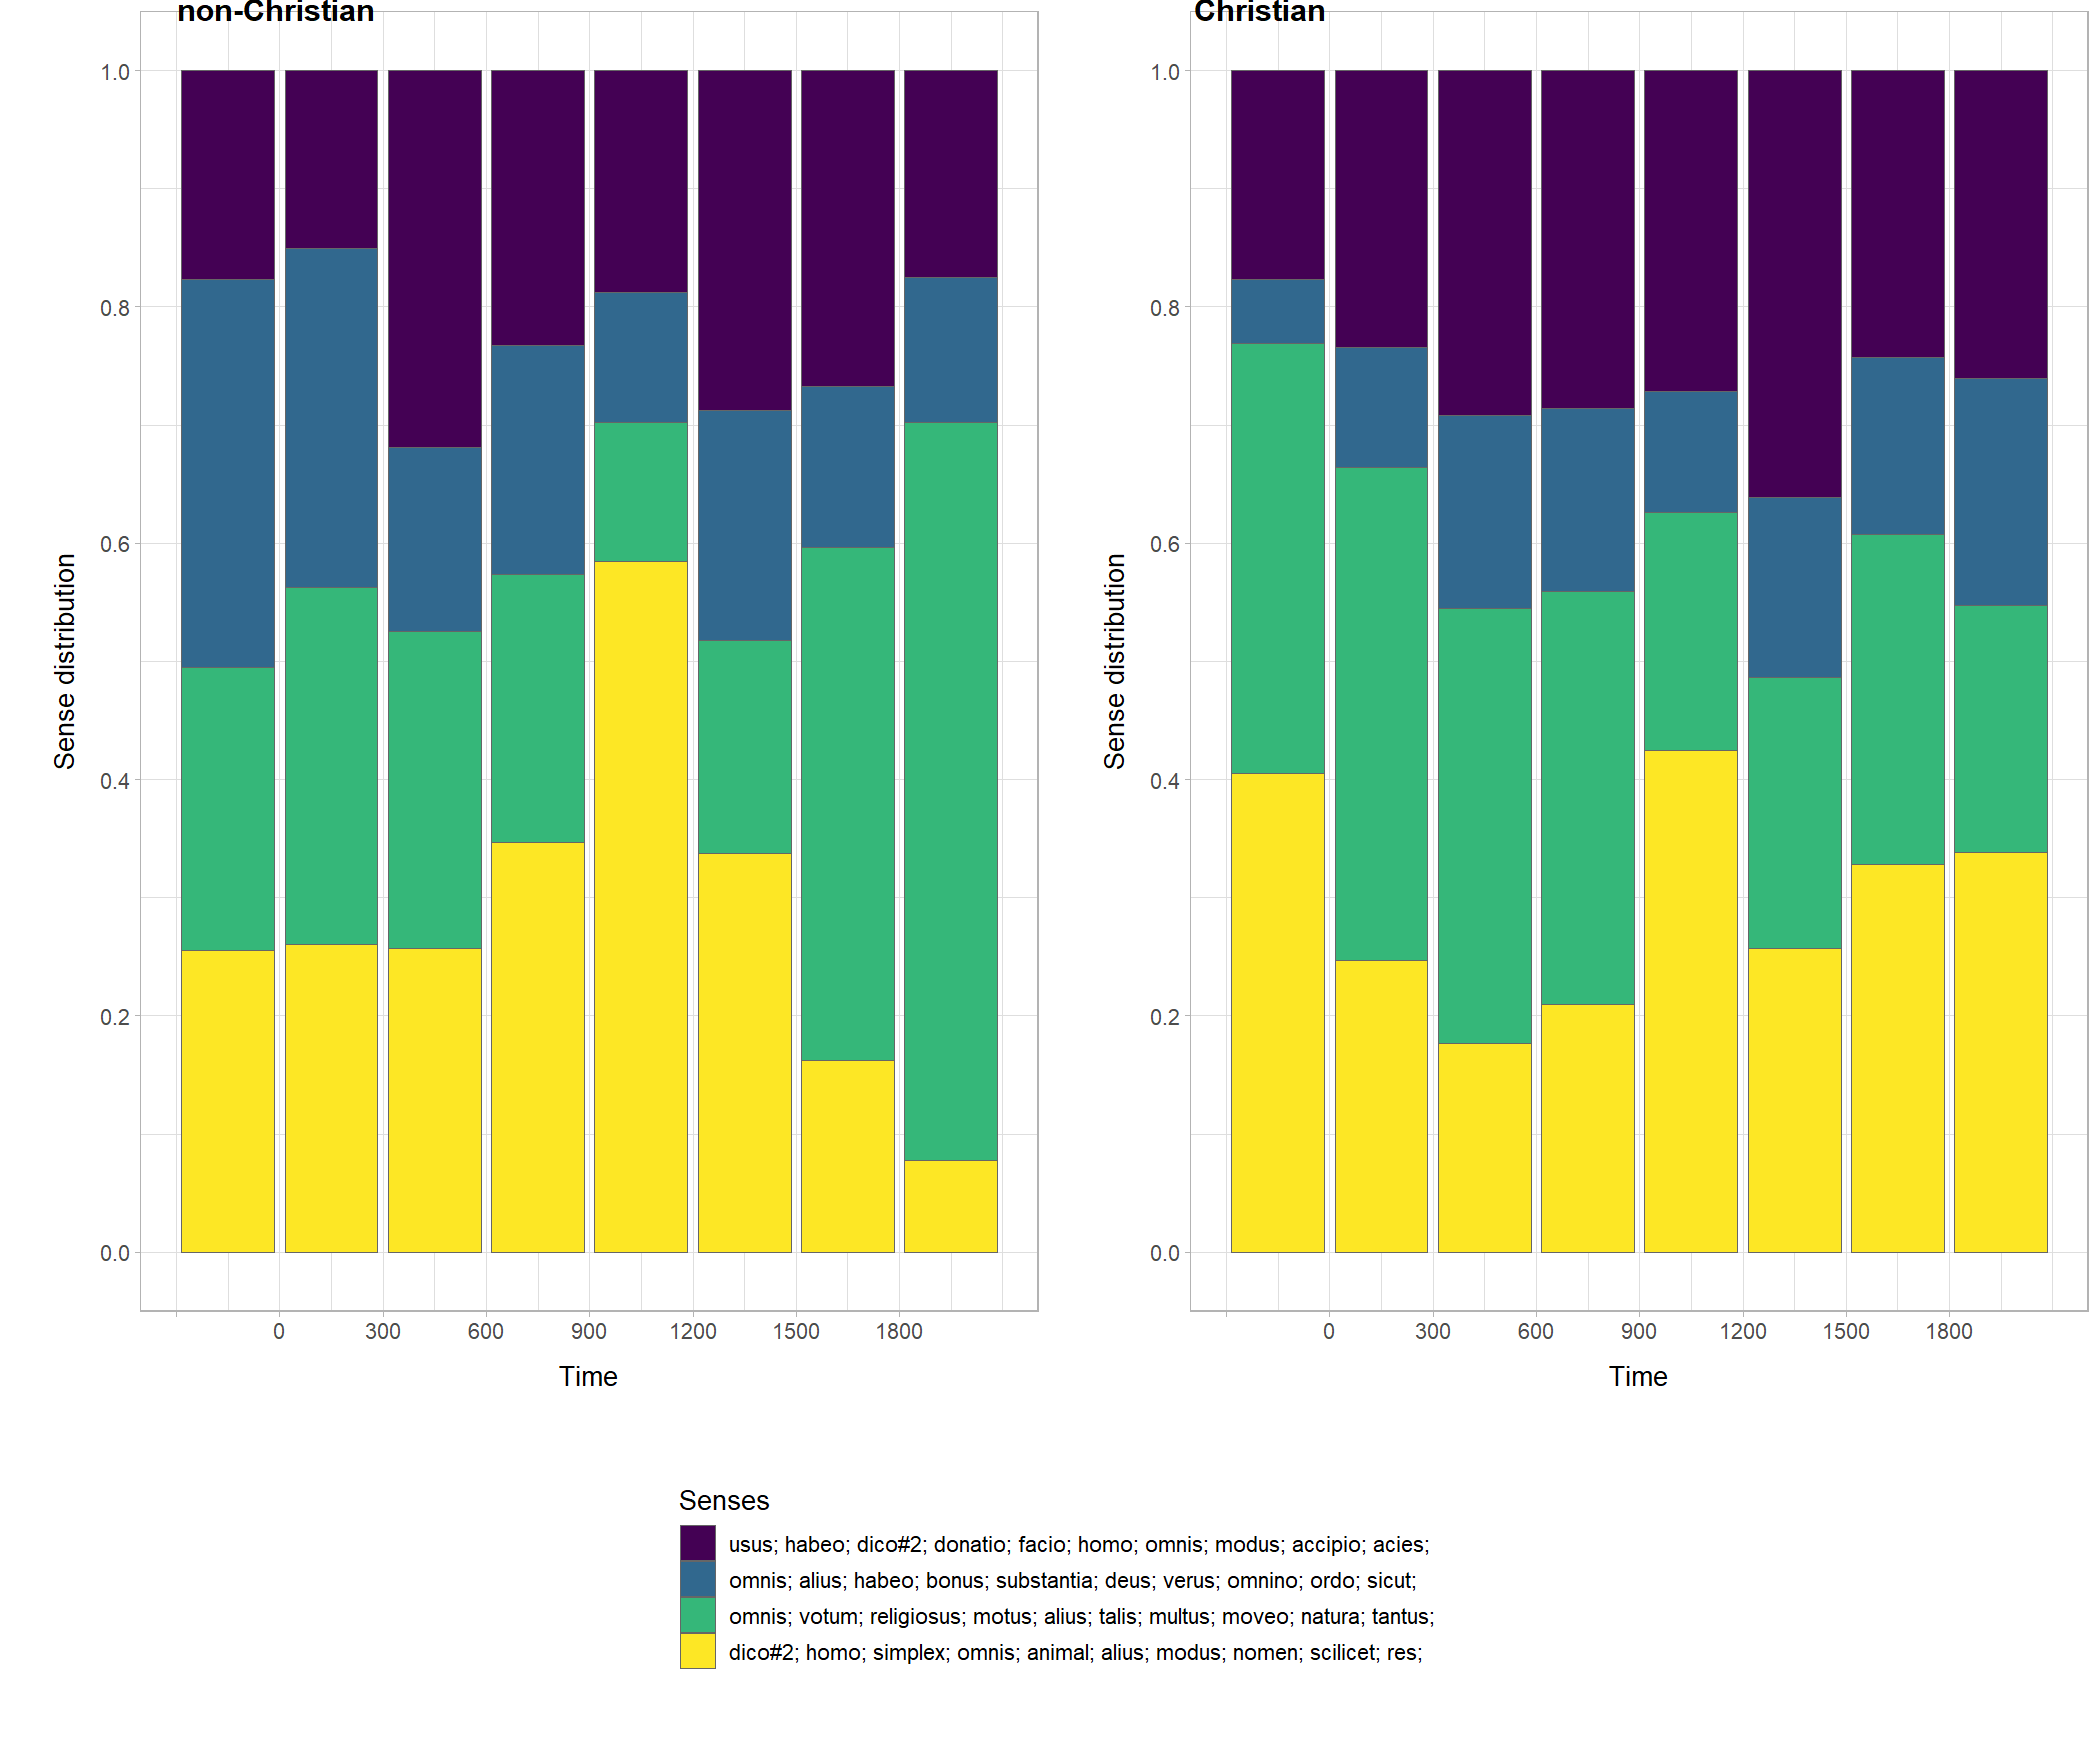 non-Christian
1.0
0.8
0.6
0.4
0.2
0.0
Sense distribution
0 300 600 900 1200 1500 1800
Time
Christian
1.0
0.8
0.6
0.4
0.2
0.0
Sense distribution
0 300 600 900 1200 1500 1800
Time
Senses
usus; habeo; dico#2; donatio; facio; homo; omnis; modus; accipio; acies;
omnis; alius; habeo; bonus; substantia; deus; verus; omnino; ordo; sicut;
omnis; votum; religiosus; motus; alius; talis; multus; moveo; natura; tantus;
dico#2; homo; simplex; omnis; animal; alius; modus; nomen; scilicet; res;